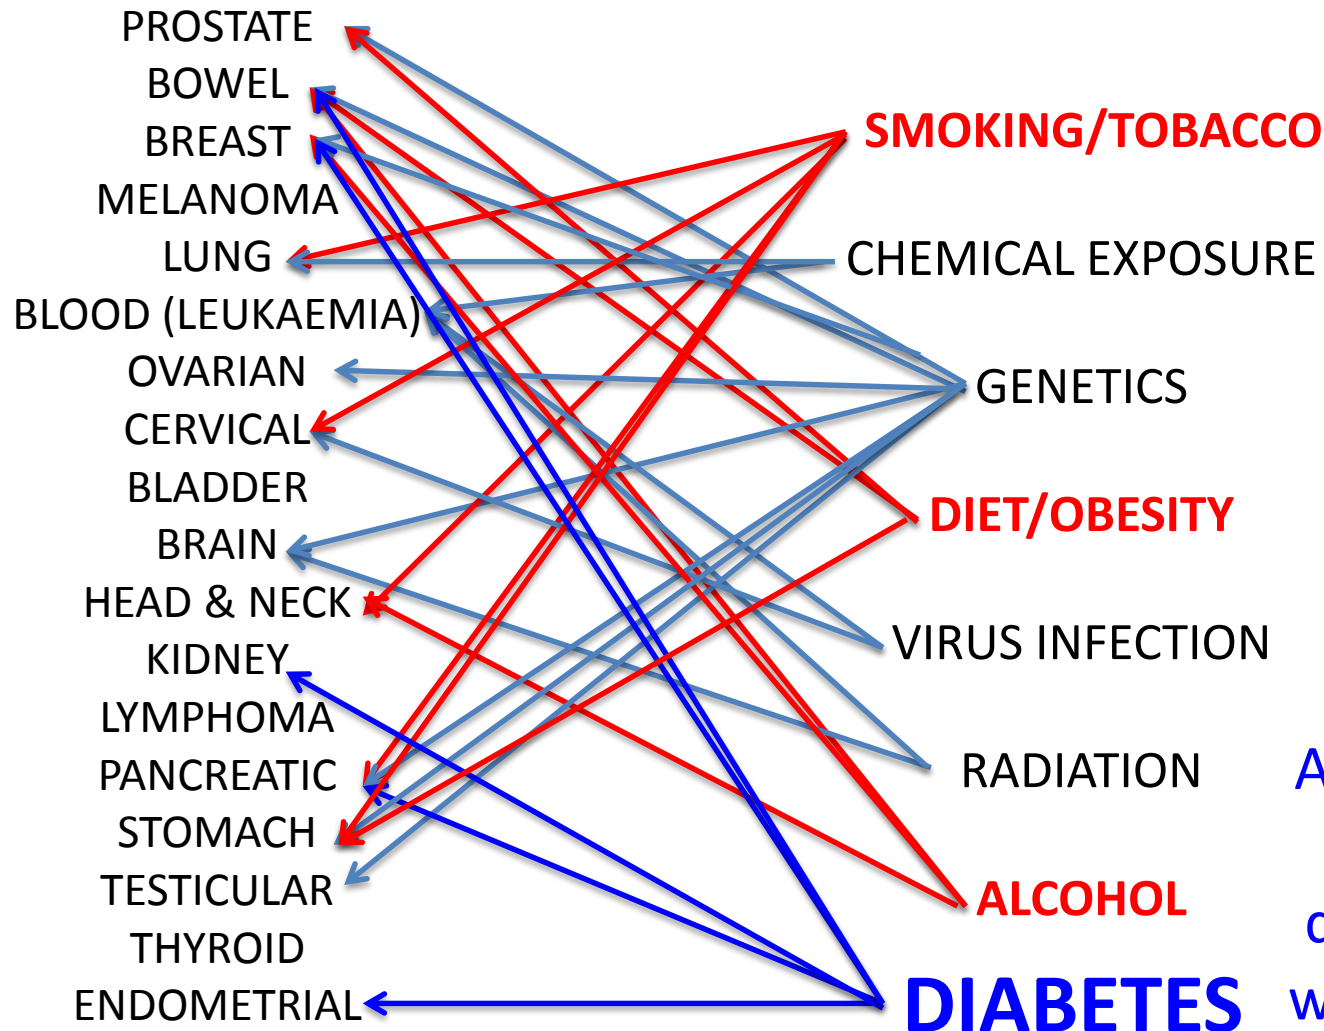 PROSTATE
BOWEL
BREAST
MELANOMA
LUNG
BLOOD (LEUKAEMIA)
OVARIAN
CERVICAL
BLADDER
BRAIN
HEAD & NECK
KIDNEY
LYMPHOMA
PANCREATIC
STOMACH
TESTICULAR
THYROID
ENDOMETRIAL
SMOKING/TOBACCO
CHEMICAL EXPOSURE
GENETICS
DIET/OBESITY
VIRUS INFECTION
RADIATION
ALCOHOL
DIABETES